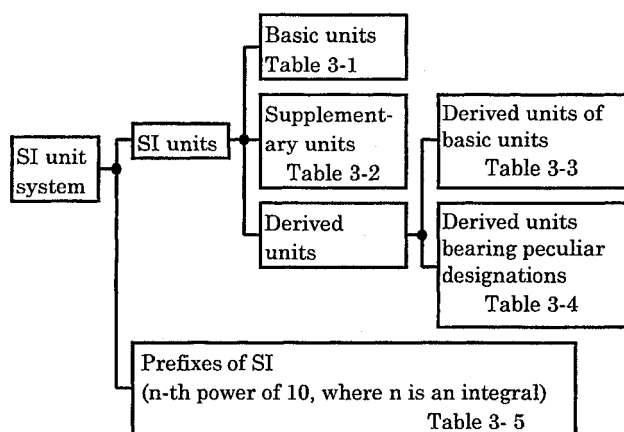 Basic units
Table 3-1
SI unit
system
SI units
Supplement-
ary units
Table 3-2
Derived
units
Derived units of
basic units
Table 3-3
Derived units
bearing peculiar
designations
Table 3-4
Prefixes of SI
(n-th power of 10, where n is an integral)
Table 3- 5